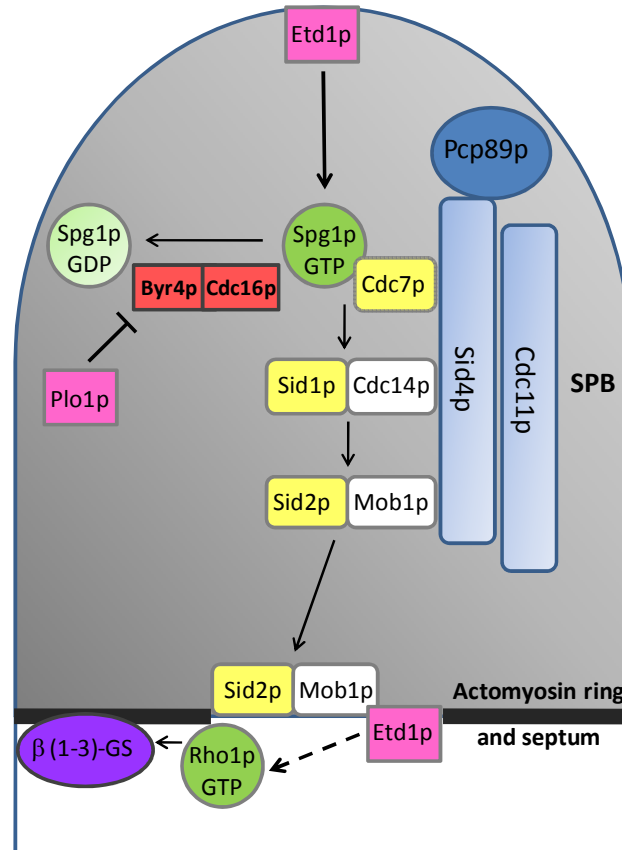 Etd1p
Pcp89p
Spg1p
GDP
Spg1p
GTP
Byr4p
Cdc16p
Cdc7p
Plo1p
Sid1p
Cdc14p
Sid4p
Cdc11p
SPB
Sid2p
Mob1p
Sid2p
Mob1p
Actomyosin ring
and septum
Etd1p
β (1-3)-GS
Rho1p
GTP